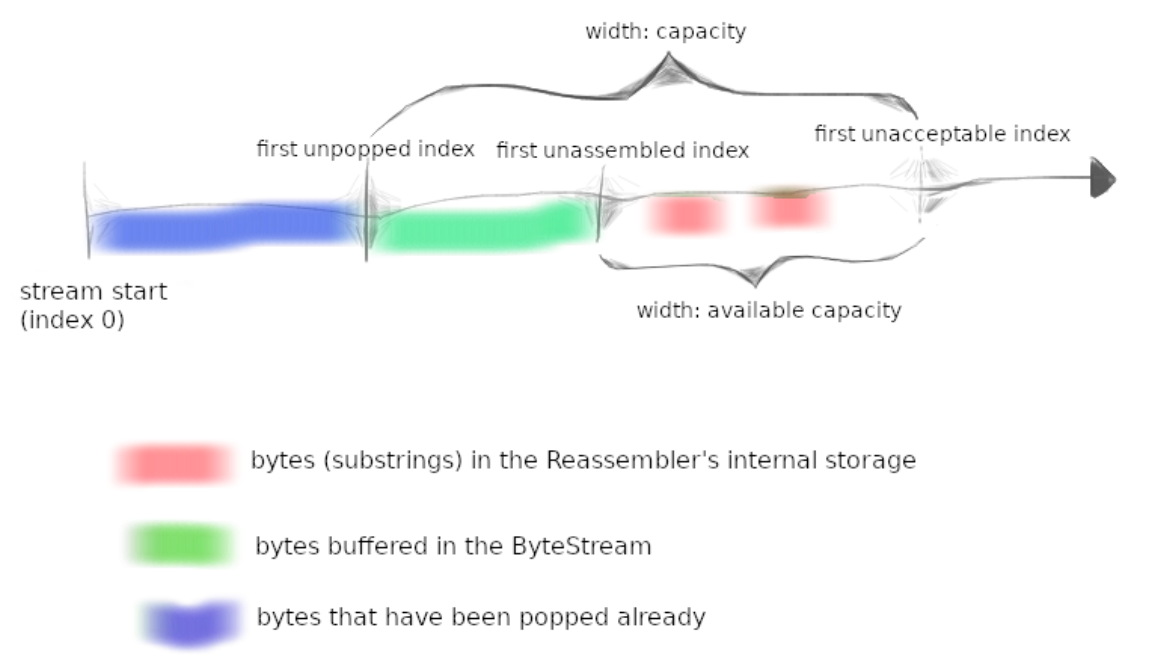 width: capacity
first unacceptable index
first unpopped index
first unassembled index
stream start
(index 0)
width: available capacity
bytes (substrings) in the Reassembler's internal storage
bytes buffered in the ByteStream
bytes that have been popped already